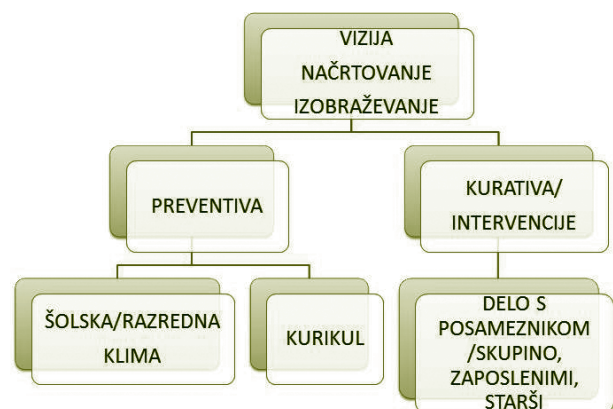 VIZIJA
NAČRTOVANJE
IZOBRAŽEVANJE
PREVENTIVA
KURATIVA/
INTERVENCIJE
ŠOLSKA/RAZREDNA
KLIMA
KURIKUL
DELO S
POSAMEZNIKOM
/SKUPINO,
ZAPOSLENIMI,
STARŠI